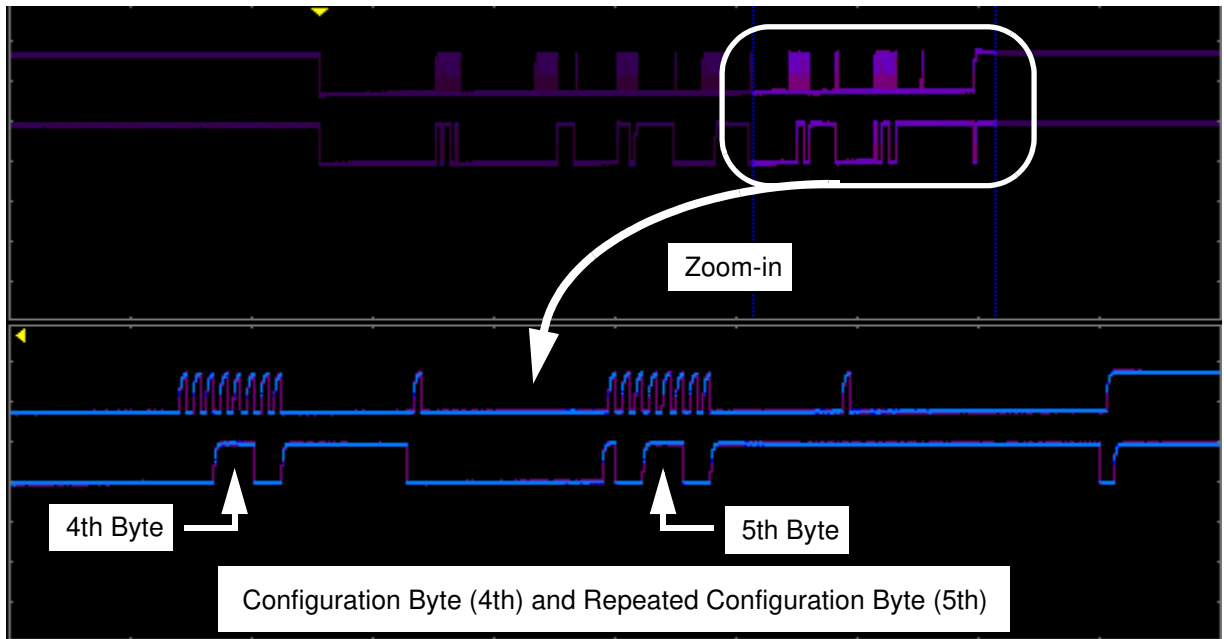 Zoom-in
4th Byte
5th Byte
Configuration Byte (4th) and Repeated Configuration Byte (5th)